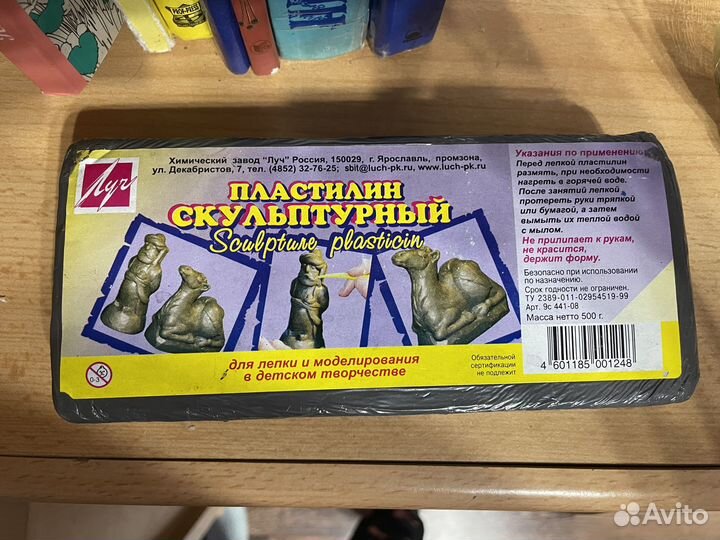 Луч
Химический завод "Луч" Россия, 150029, г. Ярославль, промзона,
ул. Декабристов, 7, тел. (4852) 32-76-25; sbit@luch-pk.ru, www.luch-pk.ru
ПЛАСТИЛИН
СКУЛЬПТУРНЫЙ
Sculpture plasticin
для лепки и моделирования
в детском творчестве
0-3
Указания по применению:
Перед лепкой пластилин
размять, при необходимости
нагреть в горячей воде.
После занятий лепкой
протереть руки тряпкой
или бумагой, а затем
вымыть их теплой водой
с мылом.
Не прилипает к рукам,
не красится,
держит форму.
Безопасно при использовании
по назначению.
Срок годности не ограничен.
ТУ 2389-011-02954519-99
Арт. 9с 441-08
Масса нетто 500 г.
Обязательной
сертификации
не подлежит
4 601185 001248
Avito